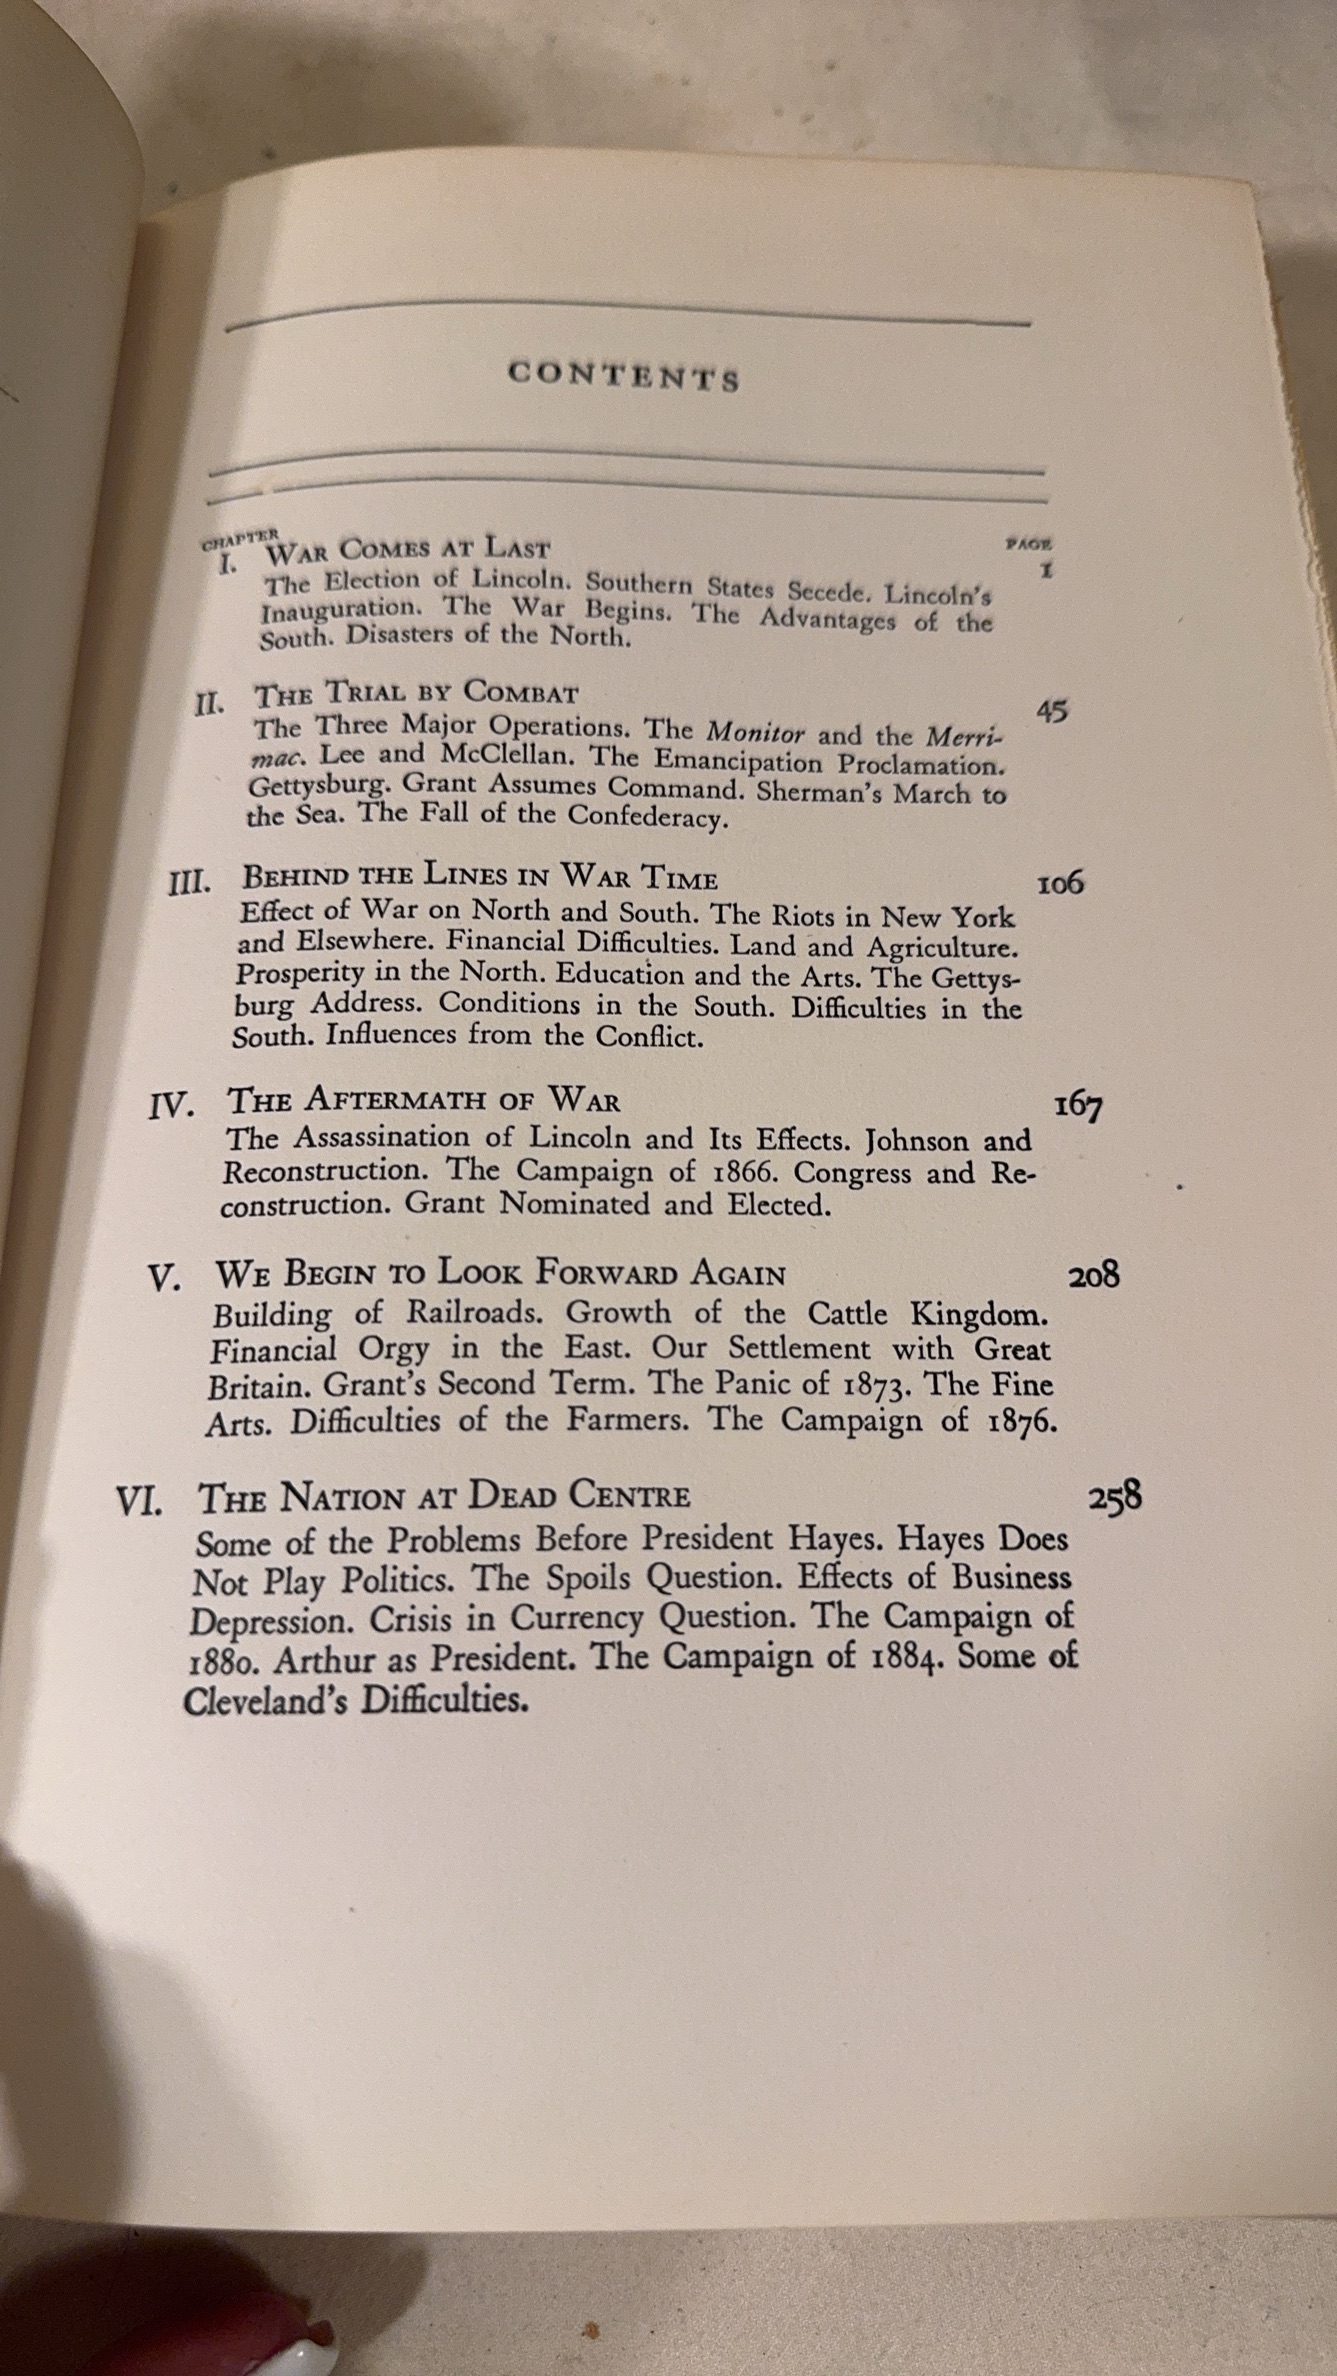 CONTENTS
CHAPTER PAGE
I. WAR COMES AT LAST 1
The Election of Lincoln. Southern States Secede. Lincoln's
Inauguration. The War Begins. The Advantages of the
South. Disasters of the North.
II. THE TRIAL BY COMBAT 45
The Three Major Operations. The Monitor and the Merri-
mac. Lee and McClellan. The Emancipation Proclamation.
Gettysburg. Grant Assumes Command. Sherman's March to
the Sea. The Fall of the Confederacy.
III. BEHIND THE LINES IN WAR TIME 106
Effect of War on North and South. The Riots in New York
and Elsewhere. Financial Difficulties. Land and Agriculture.
Prosperity in the North. Education and the Arts. The Gettys-
burg Address. Conditions in the South. Difficulties in the
South. Influences from the Conflict.
IV. THE AFTERMATH OF WAR 167
The Assassination of Lincoln and Its Effects. Johnson and
Reconstruction. The Campaign of 1866. Congress and Re-
construction. Grant Nominated and Elected.
V. WE BEGIN TO LOOK FORWARD AGAIN 208
Building of Railroads. Growth of the Cattle Kingdom.
Financial Orgy in the East. Our Settlement with Great
Britain. Grant's Second Term. The Panic of 1873. The Fine
Arts. Difficulties of the Farmers. The Campaign of 1876.
VI. THE NATION AT DEAD CENTRE 258
Some of the Problems Before President Hayes. Hayes Does
Not Play Politics. The Spoils Question. Effects of Business
Depression. Crisis in Currency Question. The Campaign of
1880. Arthur as President. The Campaign of 1884. Some of
Cleveland's Difficulties.